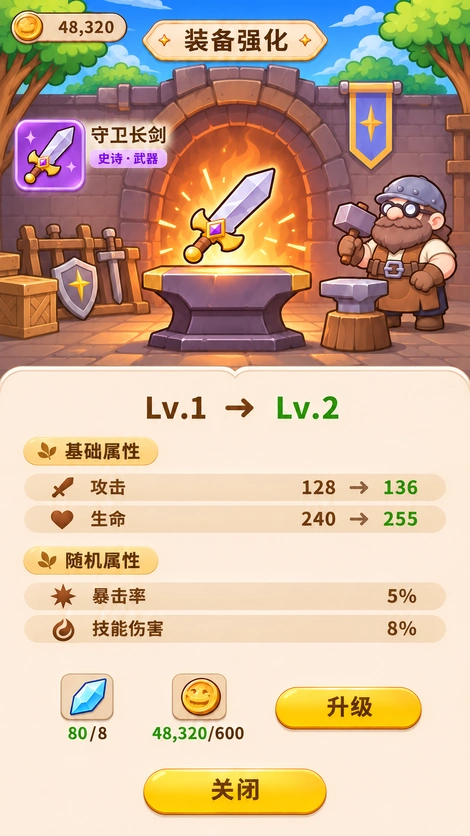 48,320
装备强化
守卫长剑
史诗·武器
Lv.1 → Lv.2
基础属性
攻击 128 → 136
生命 240 → 255
随机属性
暴击率 5%
技能伤害 8%
80/8
48,320/600
升级
关闭